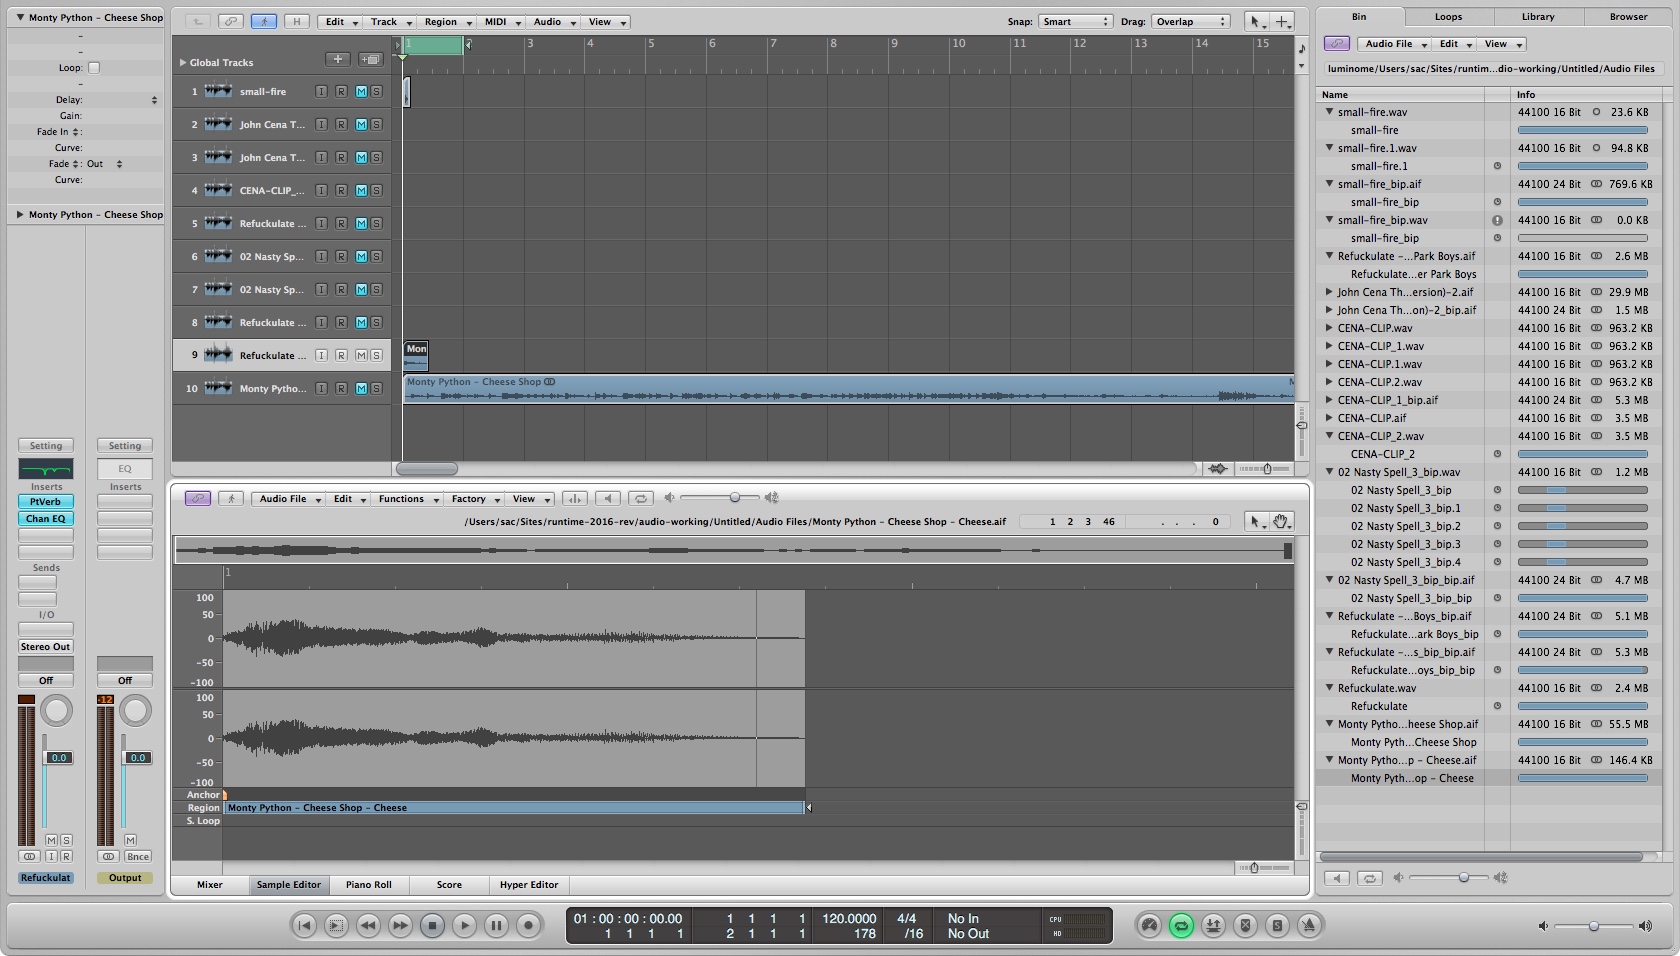 Monty Python - Cheese Shop
-
-
Loop:
-
Delay:
Gain:
Fade In :
Curve:
Fade : Out
Curve:
Monty Python - Cheese Shop
Setting Setting
EQ
Inserts Inserts
PtVerb
Chan EQ
Sends
I/O
Stereo Out
Off Off
-12
0.0 0.0
M S M
I R Bnce
Refuckulat Output
H Edit Track Region MIDI Audio View Snap: Smart Drag: Overlap
Global Tracks
1 2 3 4 5 6 7 8 9 10 11 12 13 14 15
1 small-fire I R M S
2 John Cena T... I R M S
3 John Cena T... I R M S
4 CENA-CLIP_... I R M S
5 Refuckulate ... I R M S
6 02 Nasty Sp... I R M S
7 02 Nasty Sp... I R M S
8 Refuckulate ... I R M S
9 Refuckulate ... I R M S
Mon
10 Monty Pytho... I R M S
Monty Python - Cheese Shop M
Audio File Edit Functions Factory View
/Users/sac/Sites/runtime-2016-rev/audio-working/Untitled/Audio Files/Monty Python - Cheese Shop - Cheese.aif 1 2 3 46 . . . 0
1
100
50
0
-50
-100
100
50
0
-50
-100
Anchor
Region Monty Python - Cheese Shop - Cheese
S. Loop
Mixer Sample Editor Piano Roll Score Hyper Editor
Bin Loops Library Browser
Audio File Edit View
luminome/Users/sac/Sites/runtim...dio-working/Untitled/Audio Files
Name Info
small-fire.wav 44100 16 Bit 23.6 KB
small-fire
small-fire.1.wav 44100 16 Bit 94.8 KB
small-fire.1
small-fire_bip.aif 44100 24 Bit 769.6 KB
small-fire_bip
small-fire_bip.wav 44100 24 Bit 0.0 KB
small-fire_bip
Refuckulate -...Park Boys.aif 44100 16 Bit 2.6 MB
Refuckulate...er Park Boys
John Cena Th...ersion)-2.aif 44100 16 Bit 29.9 MB
John Cena Th...on)-2_bip.aif 44100 24 Bit 1.5 MB
CENA-CLIP.wav 44100 16 Bit 963.2 KB
CENA-CLIP_1.wav 44100 16 Bit 963.2 KB
CENA-CLIP.1.wav 44100 16 Bit 963.2 KB
CENA-CLIP.2.wav 44100 16 Bit 963.2 KB
CENA-CLIP_1_bip.aif 44100 24 Bit 5.3 MB
CENA-CLIP.aif 44100 16 Bit 3.5 MB
CENA-CLIP_2.wav 44100 16 Bit 3.5 MB
CENA-CLIP_2
02 Nasty Spell_3_bip.wav 44100 16 Bit 1.2 MB
02 Nasty Spell_3_bip
02 Nasty Spell_3_bip.1
02 Nasty Spell_3_bip.2
02 Nasty Spell_3_bip.3
02 Nasty Spell_3_bip.4
02 Nasty Spell_3_bip_bip.aif 44100 24 Bit 4.7 MB
02 Nasty Spell_3_bip_bip
Refuckulate -...Boys_bip.aif 44100 24 Bit 5.1 MB
Refuckulate...ark Boys_bip
Refuckulate -...s_bip_bip.aif 44100 24 Bit 5.3 MB
Refuckulate...oys_bip_bip
Refuckulate.wav 44100 16 Bit 2.4 MB
Refuckulate
Monty Pytho...heese Shop.aif 44100 16 Bit 55.5 MB
Monty Pyth...Cheese Shop
Monty Pytho...p - Cheese.aif 44100 16 Bit 146.4 KB
Monty Pyth...op - Cheese
01 : 00 : 00 : 00.00 1 1 1 1 120.0000 4/4 No In CPU
1 1 1 1 2 1 1 1 178 /16 No Out HD
S